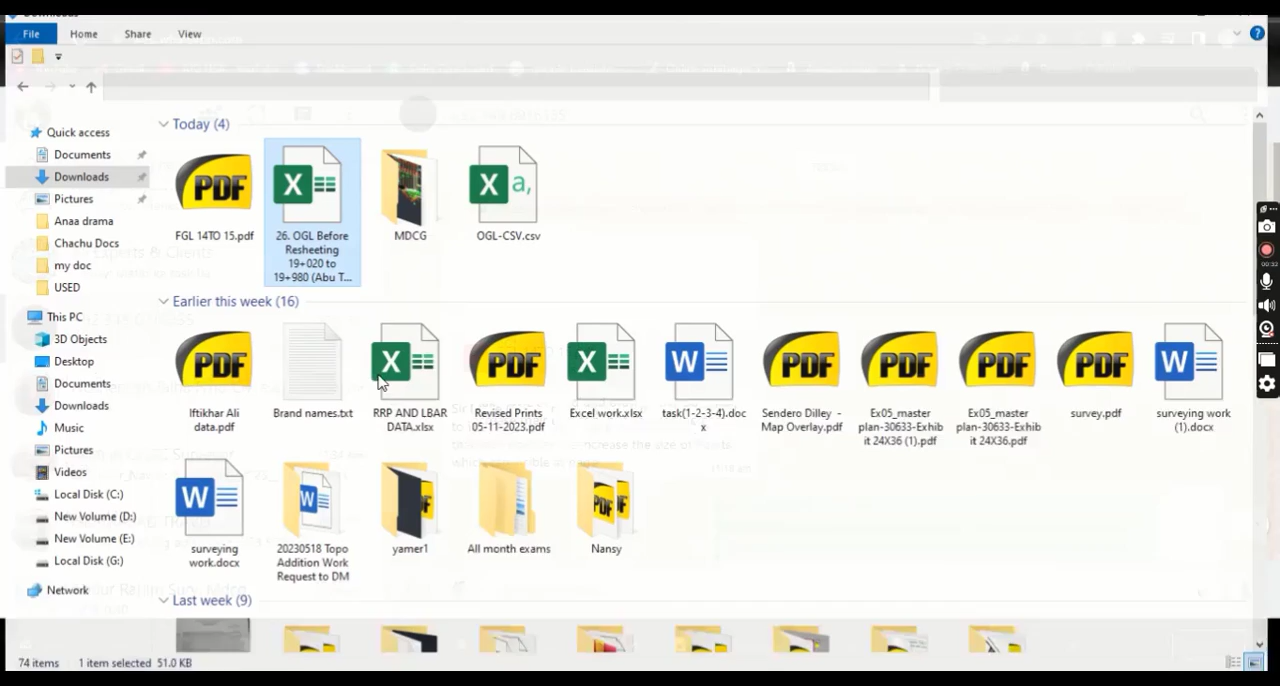 Downloads
File Home Share View
Quick access
Documents
Downloads
Pictures
Anaa drama
Chachu Docs
my doc
USED
This PC
3D Objects
Desktop
Documents
Downloads
Music
Pictures
Videos
Local Disk (C:)
New Volume (D:)
New Volume (E:)
Local Disk (G:)
Network
Today (4)
FGL 14TO 15.pdf
26. OGL Before
Resheeting
19+020 to
19+980 (Abu T...
MDCG
OGL-CSV.csv
Earlier this week (16)
Iftikhar Ali
data.pdf
Brand names.txt
RRP AND LBAR
DATA.xlsx
Revised Prints
05-11-2023.pdf
Excel work.xlsx
task(1-2-3-4).doc
x
Sendero Dilley -
Map Overlay.pdf
Ex05_master
plan-30633-Exhib
it 24X36 (1).pdf
Ex05_master
plan-30633-Exhib
it 24X36.pdf
survey.pdf
surveying work
(1).docx
surveying
work.docx
20230518 Topo
Addition Work
Request to DM
yamer1
All month exams
Nansy
Last week (9)
74 items 1 item selected 51.0 KB
00:32